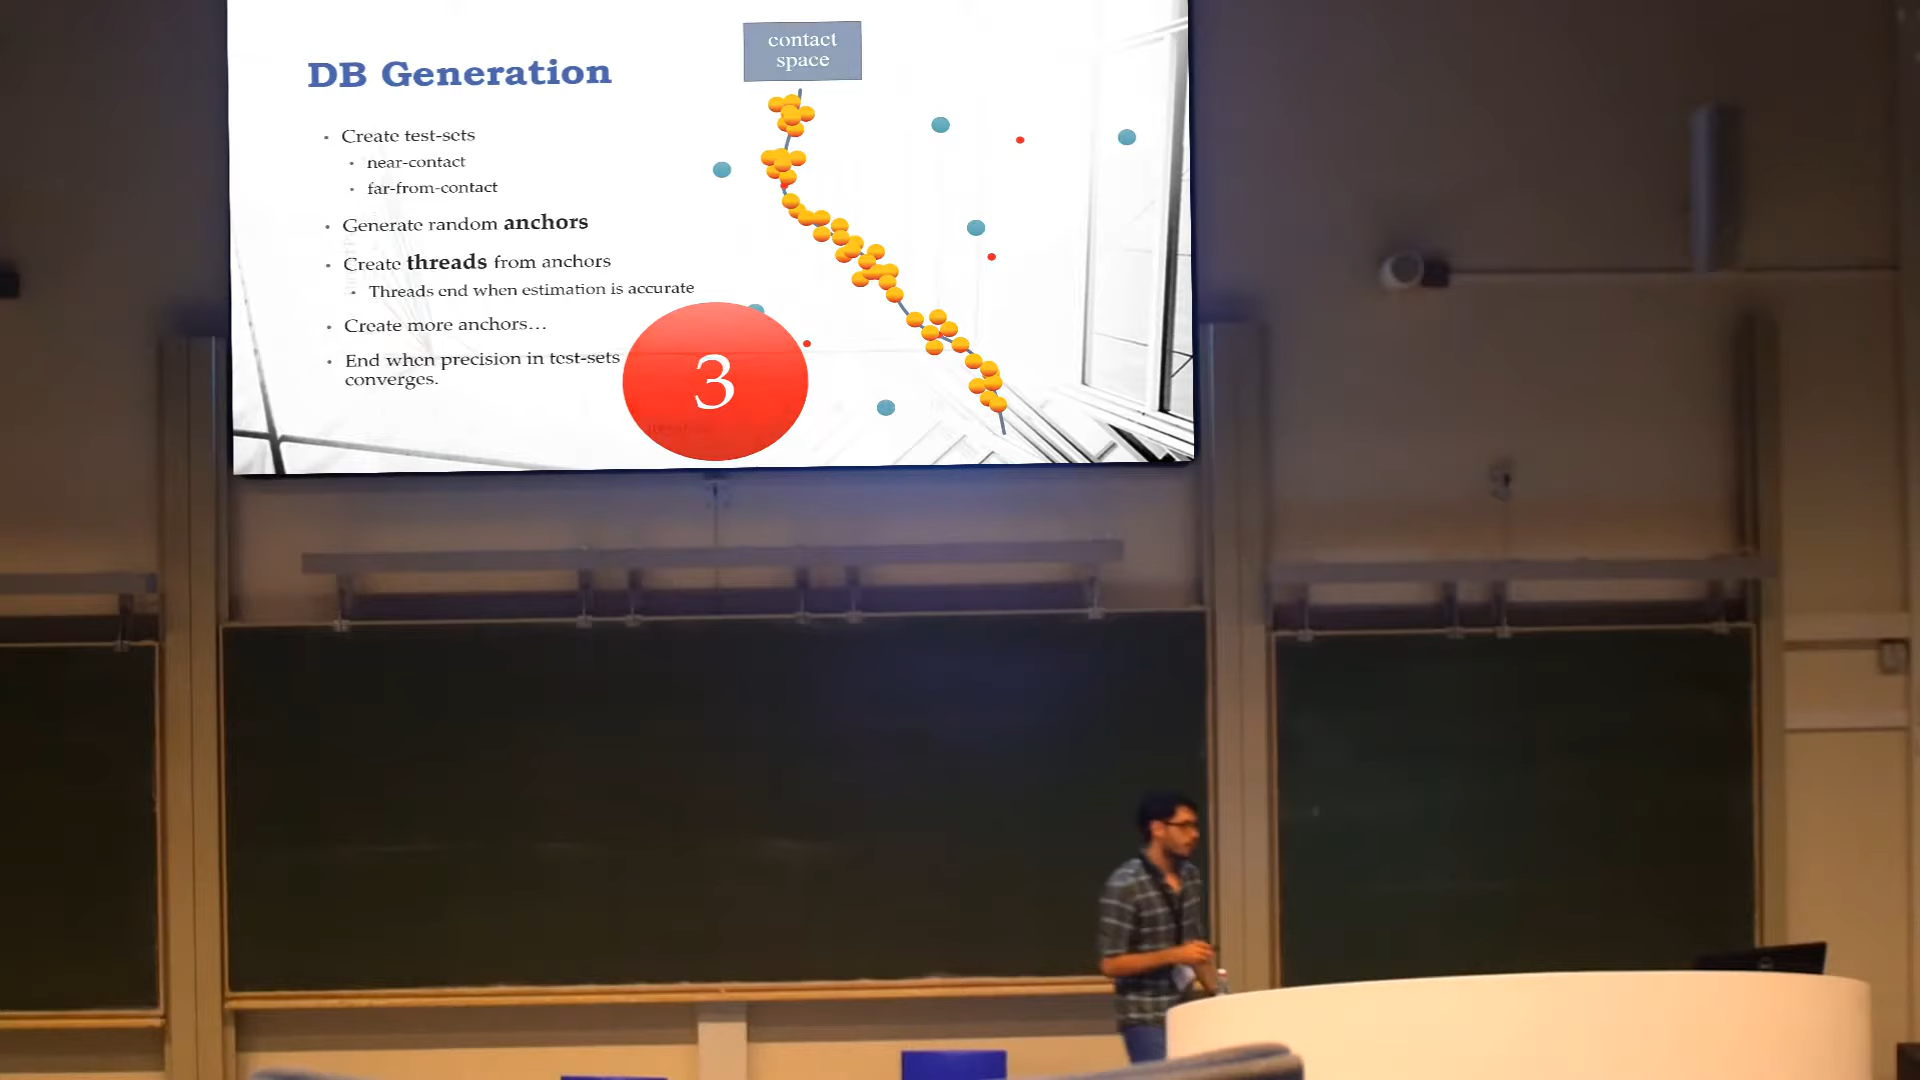 contact
space
DB Generation
• Create test-sets
• near-contact
• far-from-contact
• Generate random anchors
• Create threads from anchors
• Threads end when estimation is accurate
• Create more anchors…
• End when precision in test-sets
converges.
3